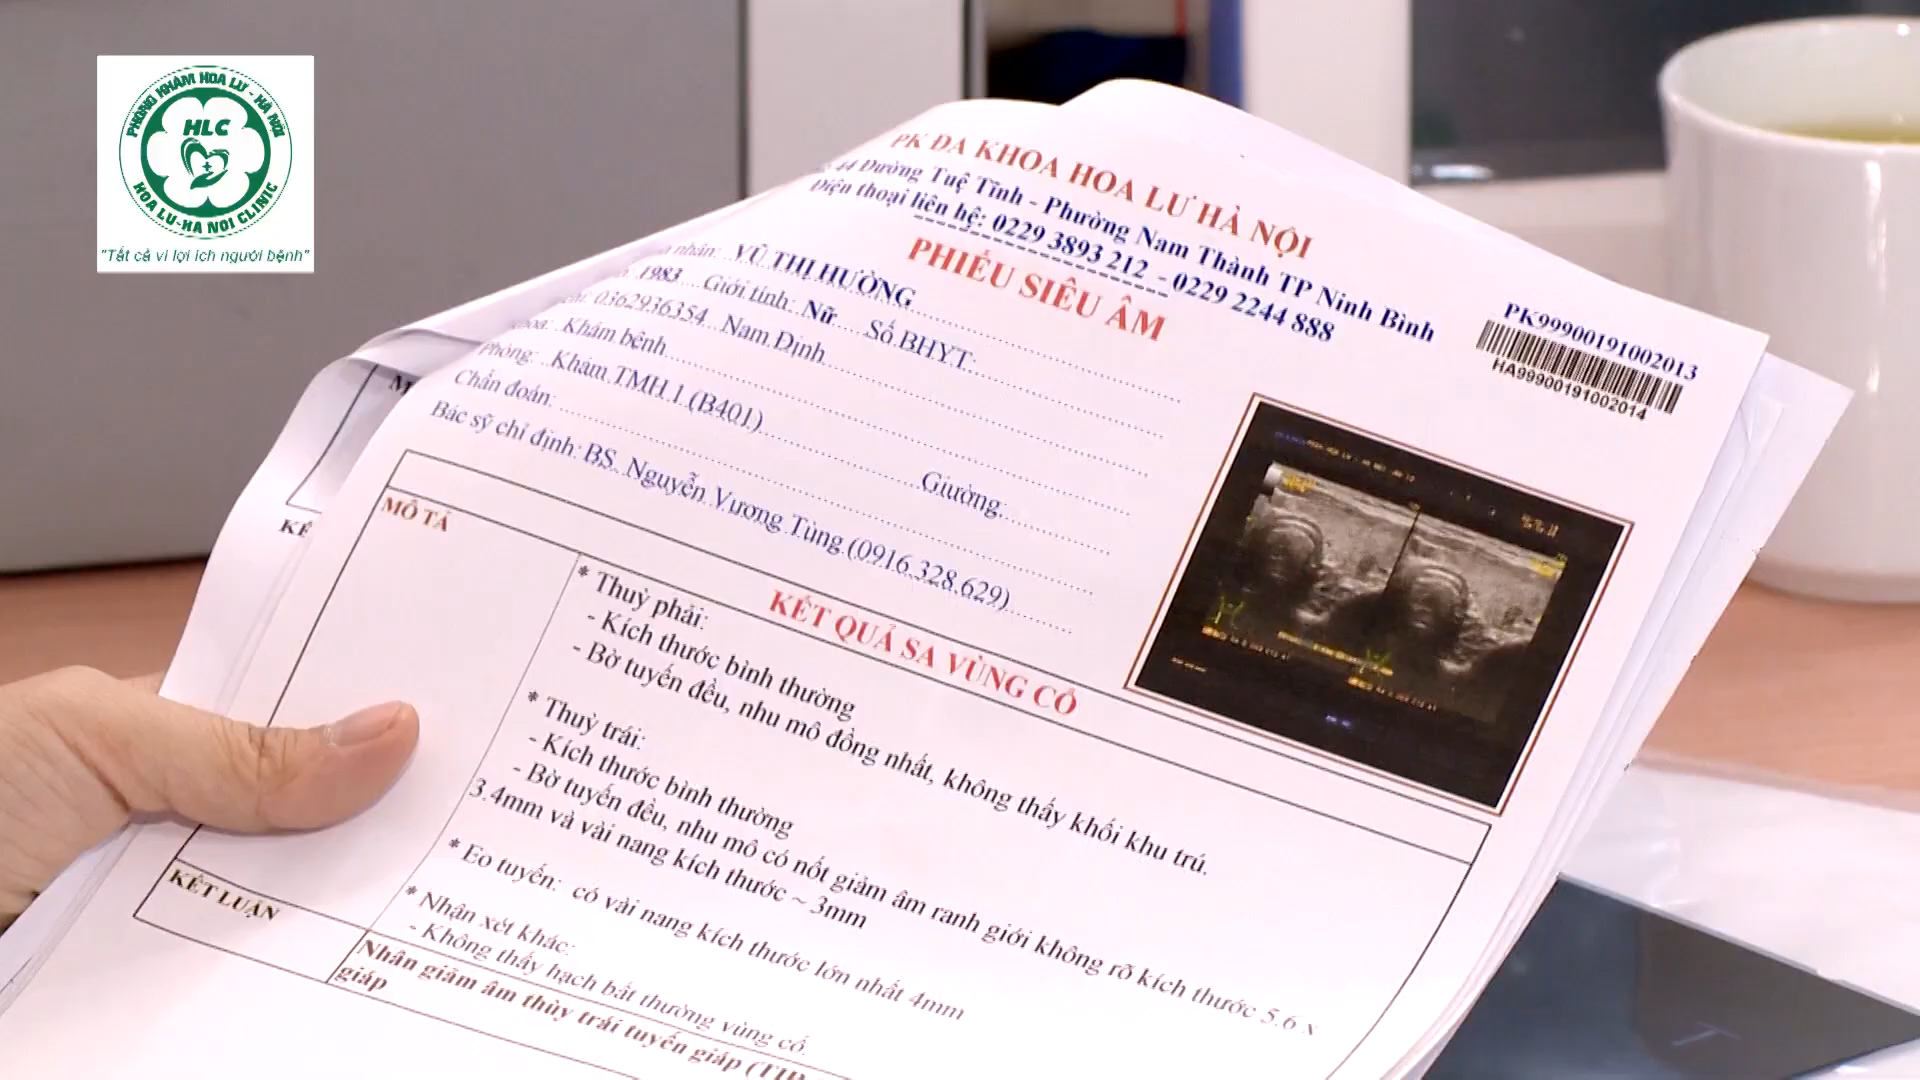 PHÒNG KHÁM HOA LƯ - HÀ NỘI
HLC
HOA LU-HA NOI CLINIC
"Tất cả vì lợi ích người bệnh"
PK ĐA KHOA HOA LƯ HÀ NỘI
44 Đường Tuệ Tĩnh - Phường Nam Thành TP Ninh Bình
Điện thoại liên hệ: 0229 3893 212 - 0229 2244 888
PHIẾU SIÊU ÂM
PK99900191002013
HA99900191002014
nhân: VŨ THỊ HƯỜNG
1983 Giới tính: Nữ Số BHYT:
0362936354 Nam Định
khoa: Khám bệnh
Phòng: Khám TMH 1 (B401) Giường:
Chẩn đoán:
Bác sỹ chỉ định: BS. Nguyễn Vương Tùng (0916.328.629)
KẾT QUẢ SA VÙNG CỔ
MÔ TẢ
* Thuỳ phải:
- Kích thước bình thường
- Bờ tuyến đều, nhu mô đồng nhất, không thấy khối khu trú.
* Thuỳ trái:
- Kích thước bình thường
- Bờ tuyến đều, nhu mô có nốt giảm âm ranh giới không rõ kích thước 5.6 x
3.4mm và vài nang kích thước ~ 3mm
* Eo tuyến: có vài nang kích thước lớn nhất 4mm
* Nhận xét khác:
- Không thấy hạch bất thường vùng cổ.
KẾT LUẬN
Nhân giảm âm thùy trái tuyến giáp
giáp